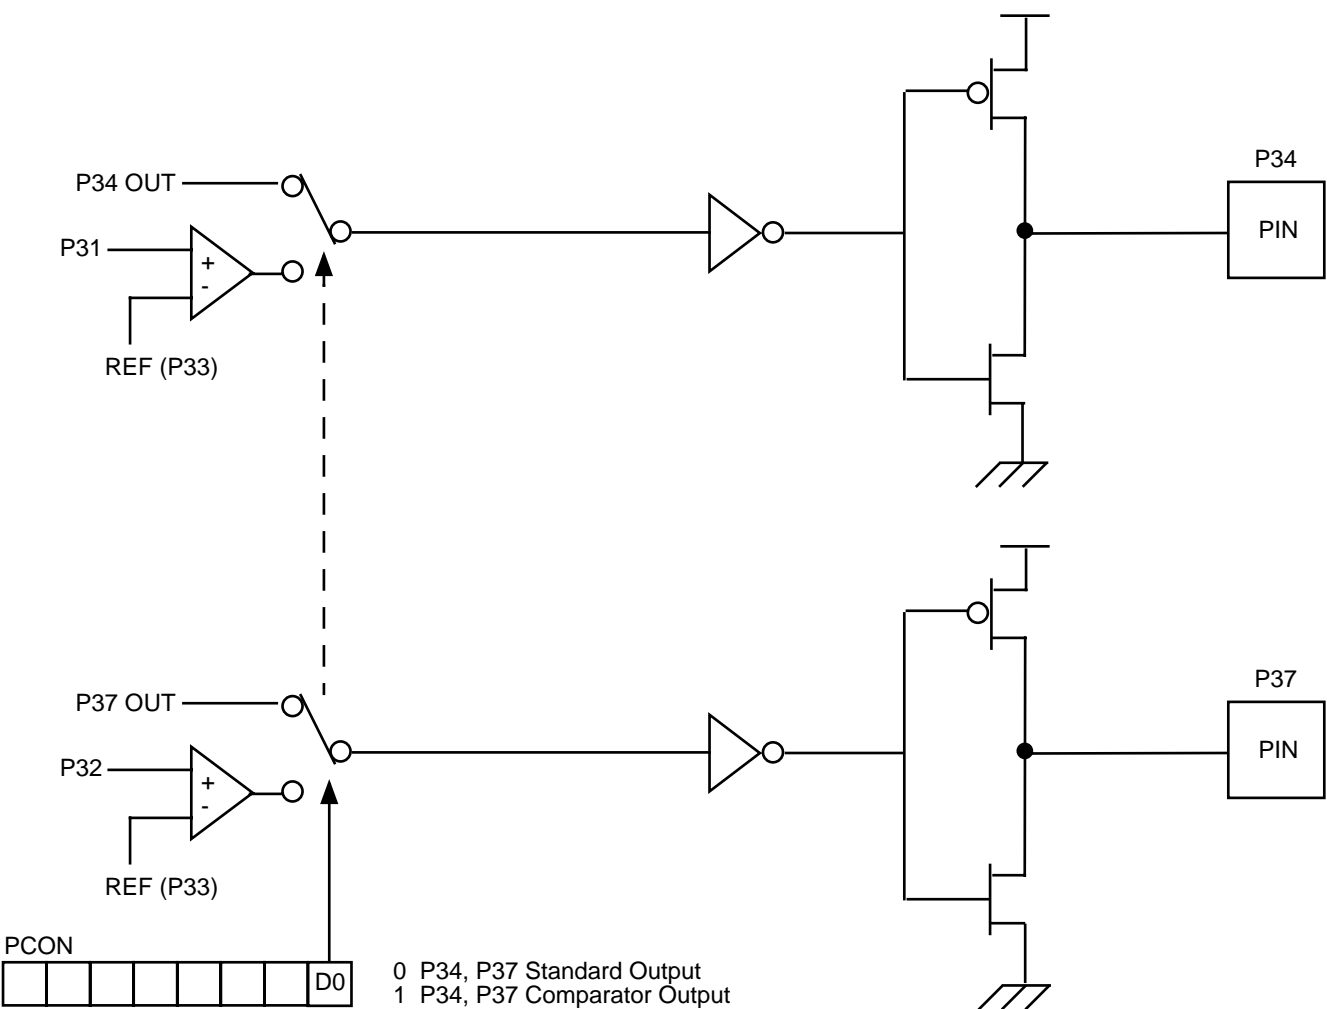 P34
P34 OUT
P31
+
-
PIN
REF (P33)
P37
P37 OUT
P32
+
-
PIN
REF (P33)
PCON
D0
0 P34, P37 Standard Output
1 P34, P37 Comparator Output